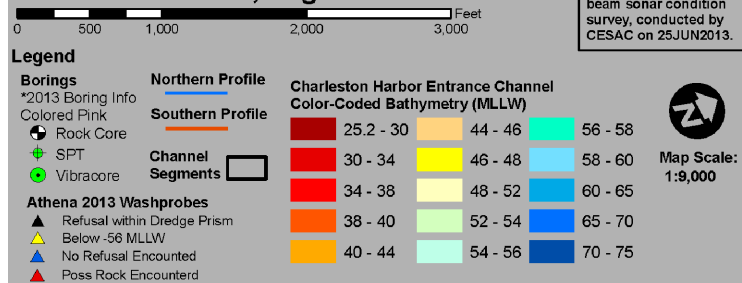 Feet
0 500 1,000 2,000 3,000
beam sonar condition
survey, conducted by
CESAC on 25JUN2013.
Legend
Borings
*2013 Boring Info
Colored Pink
Rock Core
SPT
Vibracore
Northern Profile
Southern Profile
Channel
Segments
Athena 2013 Washprobes
Refusal within Dredge Prism
Below -56 MLLW
No Refusal Encountered
Poss Rock Encounterd
Charleston Harbor Entrance Channel
Color-Coded Bathymetry (MLLW)
25.2 - 30
30 - 34
34 - 38
38 - 40
40 - 44
44 - 46
46 - 48
48 - 52
52 - 54
54 - 56
56 - 58
58 - 60
60 - 65
65 - 70
70 - 75
N
Map Scale:
1:9,000